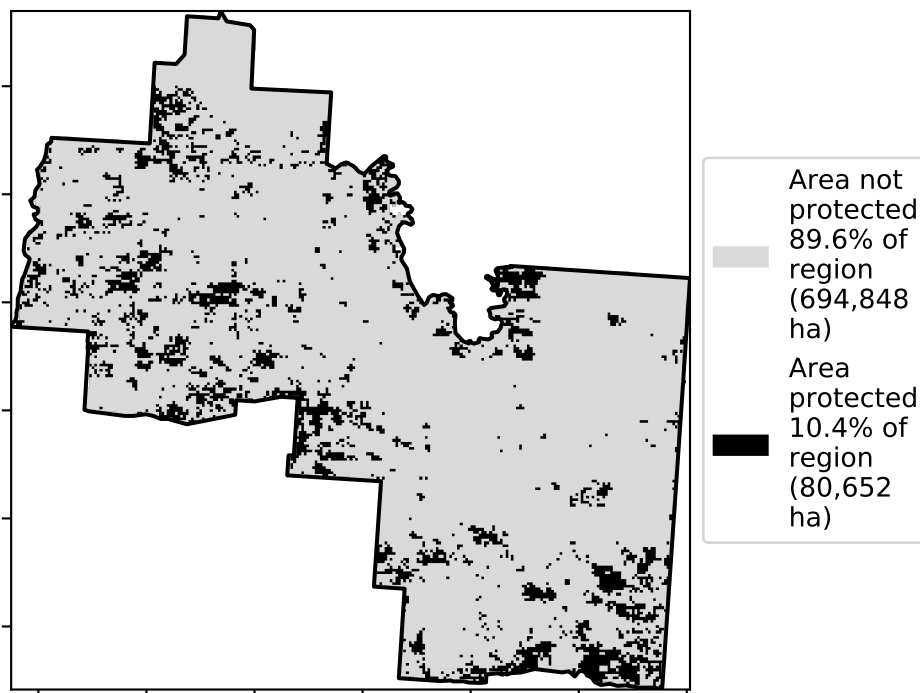 Area not
protected
89.6% of
region
(694,848
ha)
Area
protected
10.4% of
region
(80,652
ha)